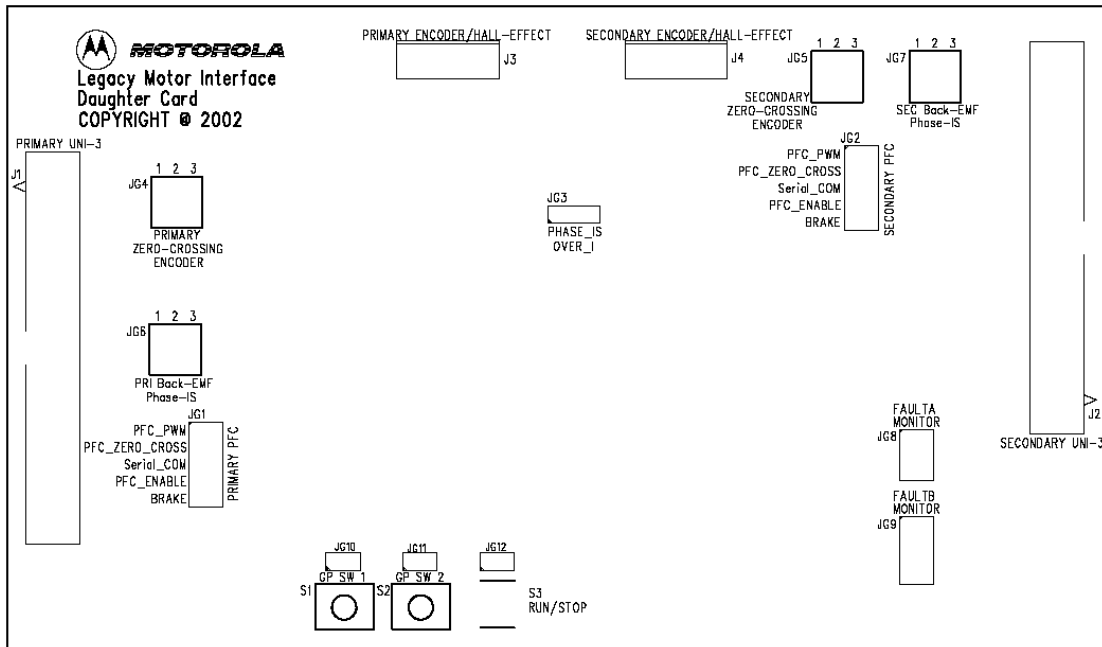 MOTOROLA
Legacy Motor Interface
Daughter Card
COPYRIGHT @ 2002
PRIMARY UNI-3
J1
PRIMARY ENCODER/HALL-EFFECT
J3
SECONDARY ENCODER/HALL-EFFECT
J4
1 2 3
JG5
SECONDARY
ZERO-CROSSING
ENCODER
1 2 3
JG7
SEC Back-EMF
Phase-IS
JG2
PFC_PWM
PFC_ZERO_CROSS
Serial_COM
PFC_ENABLE
BRAKE
SECONDARY PFC
1 2 3
JG4
PRIMARY
ZERO-CROSSING
ENCODER
JG3
PHASE_IS
OVER_I
1 2 3
JG6
PRI Back-EMF
Phase-IS
JG1
PFC_PWM
PFC_ZERO_CROSS
Serial_COM
PFC_ENABLE
BRAKE
PRIMARY PFC
J2
SECONDARY UNI-3
FAULTA
MONITOR
JG8
FAULTB
MONITOR
JG9
JG10
GP SW 1
S1
JG11
GP SW 2
S2
JG12
S3
RUN/STOP